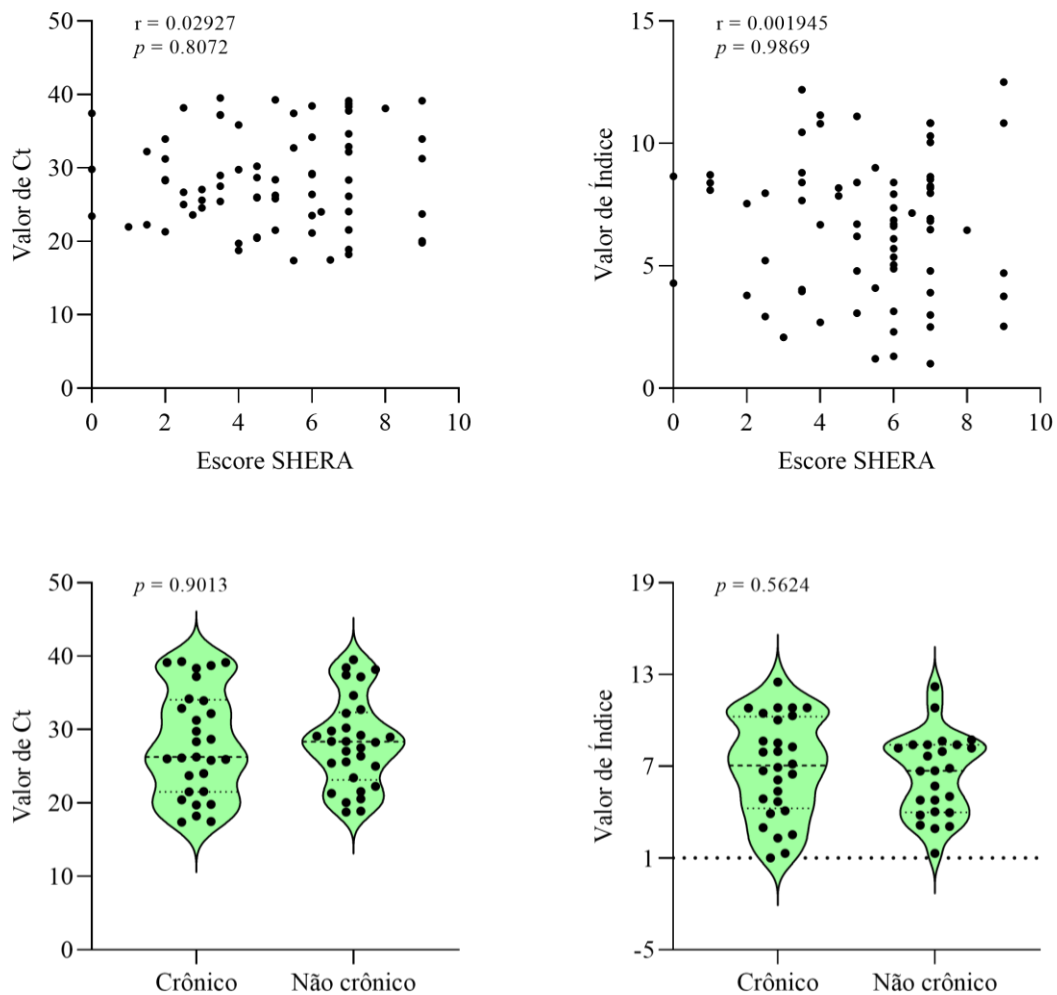 r = 0.02927
p = 0.8072
50
40
30
20
10
0
Valor de Ct
0 2 4 6 8 10
Escore SHERA
r = 0.001945
p = 0.9869
15
10
5
0
Valor de Índice
0 2 4 6 8 10
Escore SHERA
p = 0.9013
50
40
30
20
10
0
Valor de Ct
Crônico Não crônico
p = 0.5624
19
13
7
1
-5
Valor de Índice
Crônico Não crônico